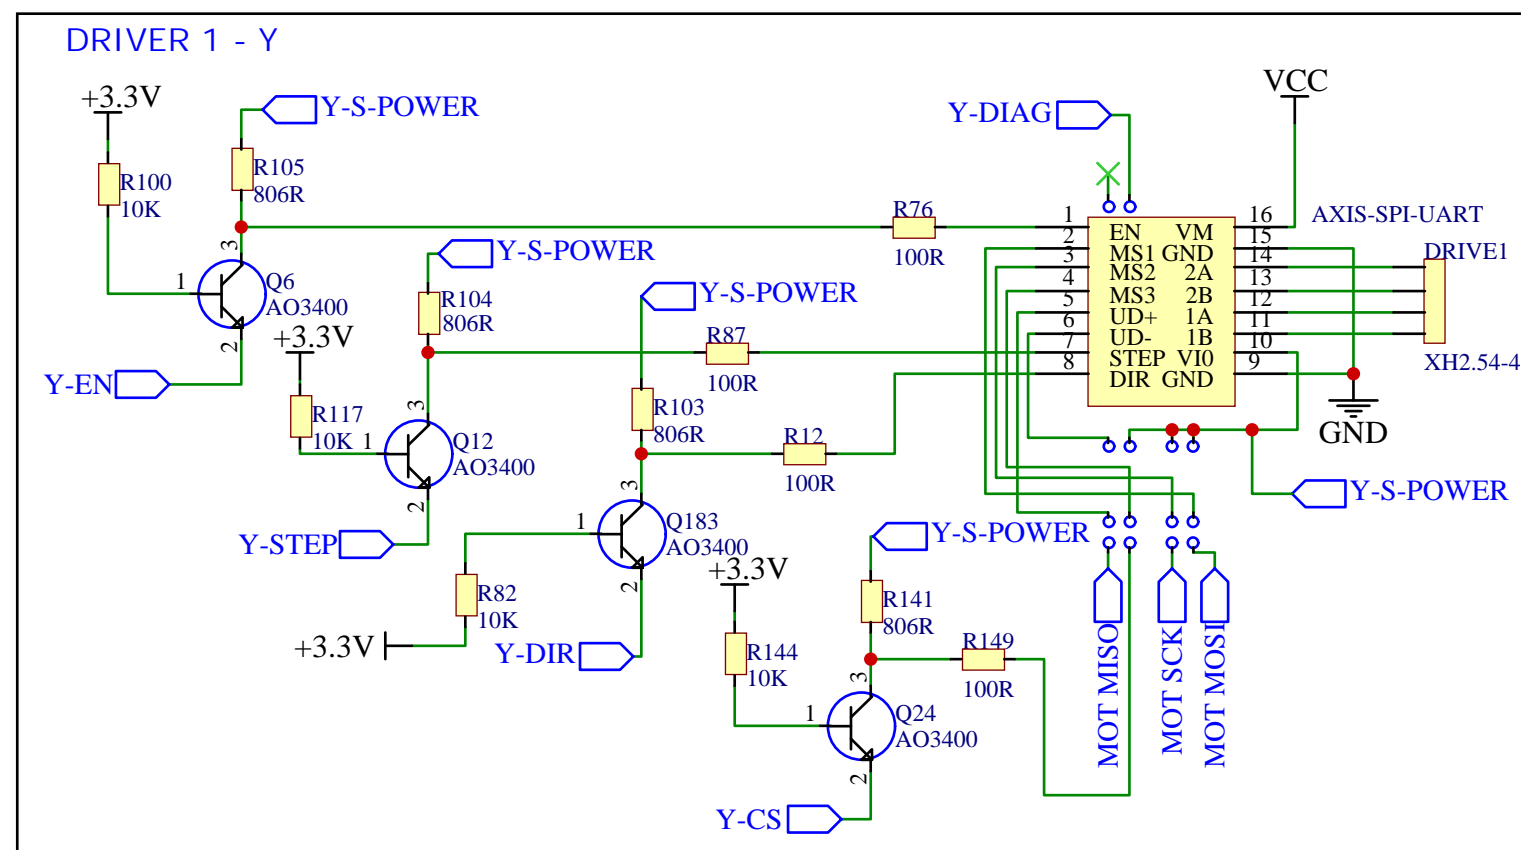 DRIVER 1 - Y
+3.3V
Y-S-POWER
R100
10K
R105
806R
3
1
Q6
AO3400
2
Y-EN
+3.3V
R117
10K
Y-S-POWER
R104
806R
3
1
Q12
AO3400
2
Y-STEP
Y-S-POWER
R103
806R
3
1
Q183
AO3400
2
R82
10K
+3.3V
Y-DIR
R76
100R
R87
100R
R12
100R
+3.3V
R144
10K
Y-S-POWER
R141
806R
3
1
Q24
AO3400
2
Y-CS
R149
100R
Y-DIAG
VCC
AXIS-SPI-UART
1 EN VM 16
2 MS1 GND 15
3 MS2 2A 14
4 MS3 2B 13
5 UD+ 1A 12
6 UD- 1B 11
7 STEP VI0 10
8 DIR GND 9
DRIVE1
XH2.54-4
GND
Y-S-POWER
MOT MISO
MOT SCK
MOT MOSI